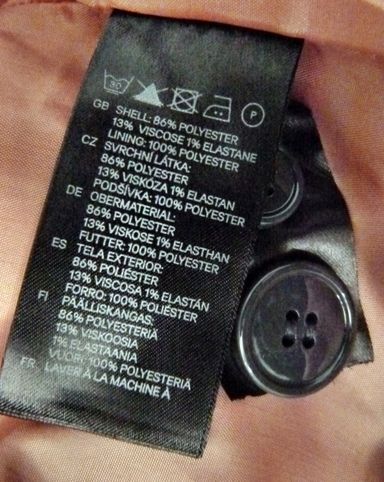 30
P
GB SHELL: 86% POLYESTER
13% VISCOSE 1% ELASTANE
LINING: 100% POLYESTER
CZ SVRCHNÍ LÁTKA:
86% POLYESTER
13% VISKÓZA 1% ELASTAN
PODŠÍVKA: 100% POLYESTER
DE OBERMATERIAL:
86% POLYESTER
13% VISKOSE 1% ELASTHAN
FUTTER: 100% POLYESTER
ES TELA EXTERIOR:
86% POLIÉSTER
13% VISCOSA 1% ELASTÁN
FORRO: 100% POLIÉSTER
FI PÄÄLLISKANGAS:
86% POLYESTERIÄ
13% VISKOOSIA
1% ELASTAANIA
VUORI: 100% POLYESTERIÄ
FR LAVER À LA MACHINE À